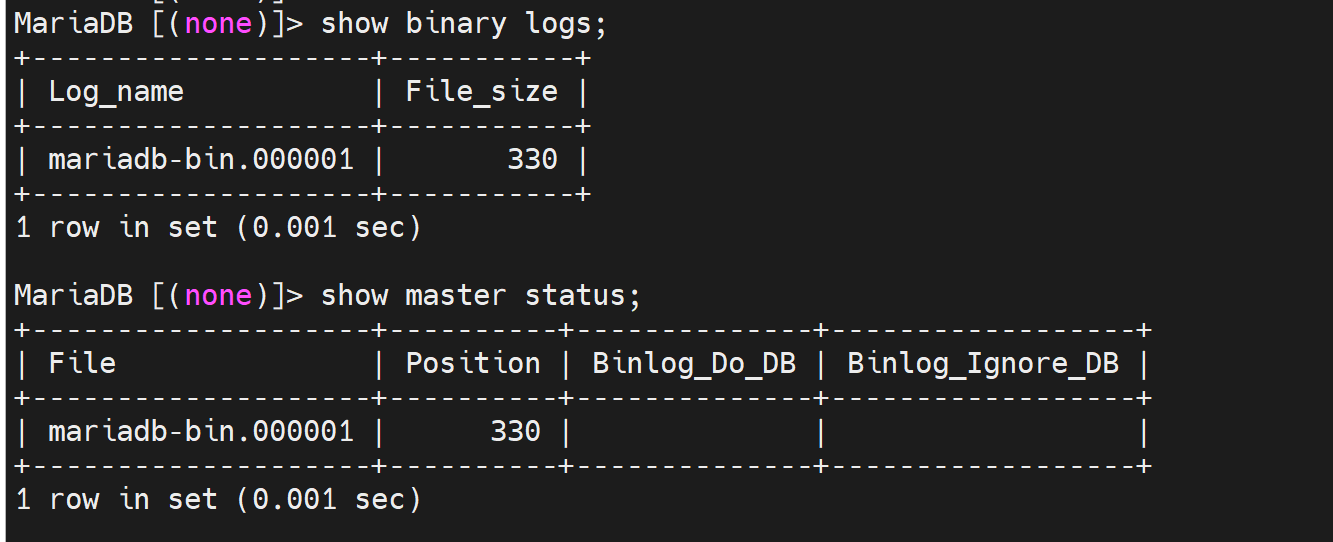 MariaDB [(none)]> show binary logs;
+--------------------+-----------+
| Log_name           | File_size |
+--------------------+-----------+
| mariadb-bin.000001 |       330 |
+--------------------+-----------+
1 row in set (0.001 sec)

MariaDB [(none)]> show master status;
+--------------------+----------+--------------+------------------+
| File               | Position | Binlog_Do_DB | Binlog_Ignore_DB |
+--------------------+----------+--------------+------------------+
| mariadb-bin.000001 |      330 |              |                  |
+--------------------+----------+--------------+------------------+
1 row in set (0.001 sec)